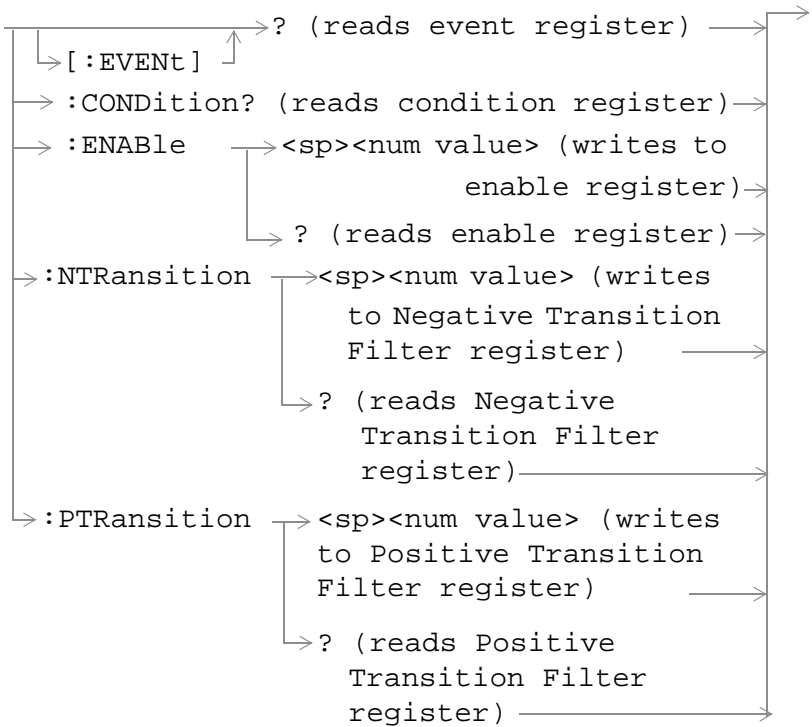 ? (reads event register)
[:EVENt]
:CONDition? (reads condition register)
:ENABle <sp><num value> (writes to
enable register)
? (reads enable register)
:NTRansition <sp><num value> (writes
to Negative Transition
Filter register)
? (reads Negative
Transition Filter
register)
:PTRansition <sp><num value> (writes
to Positive Transition
Filter register)
? (reads Positive
Transition Filter
register)